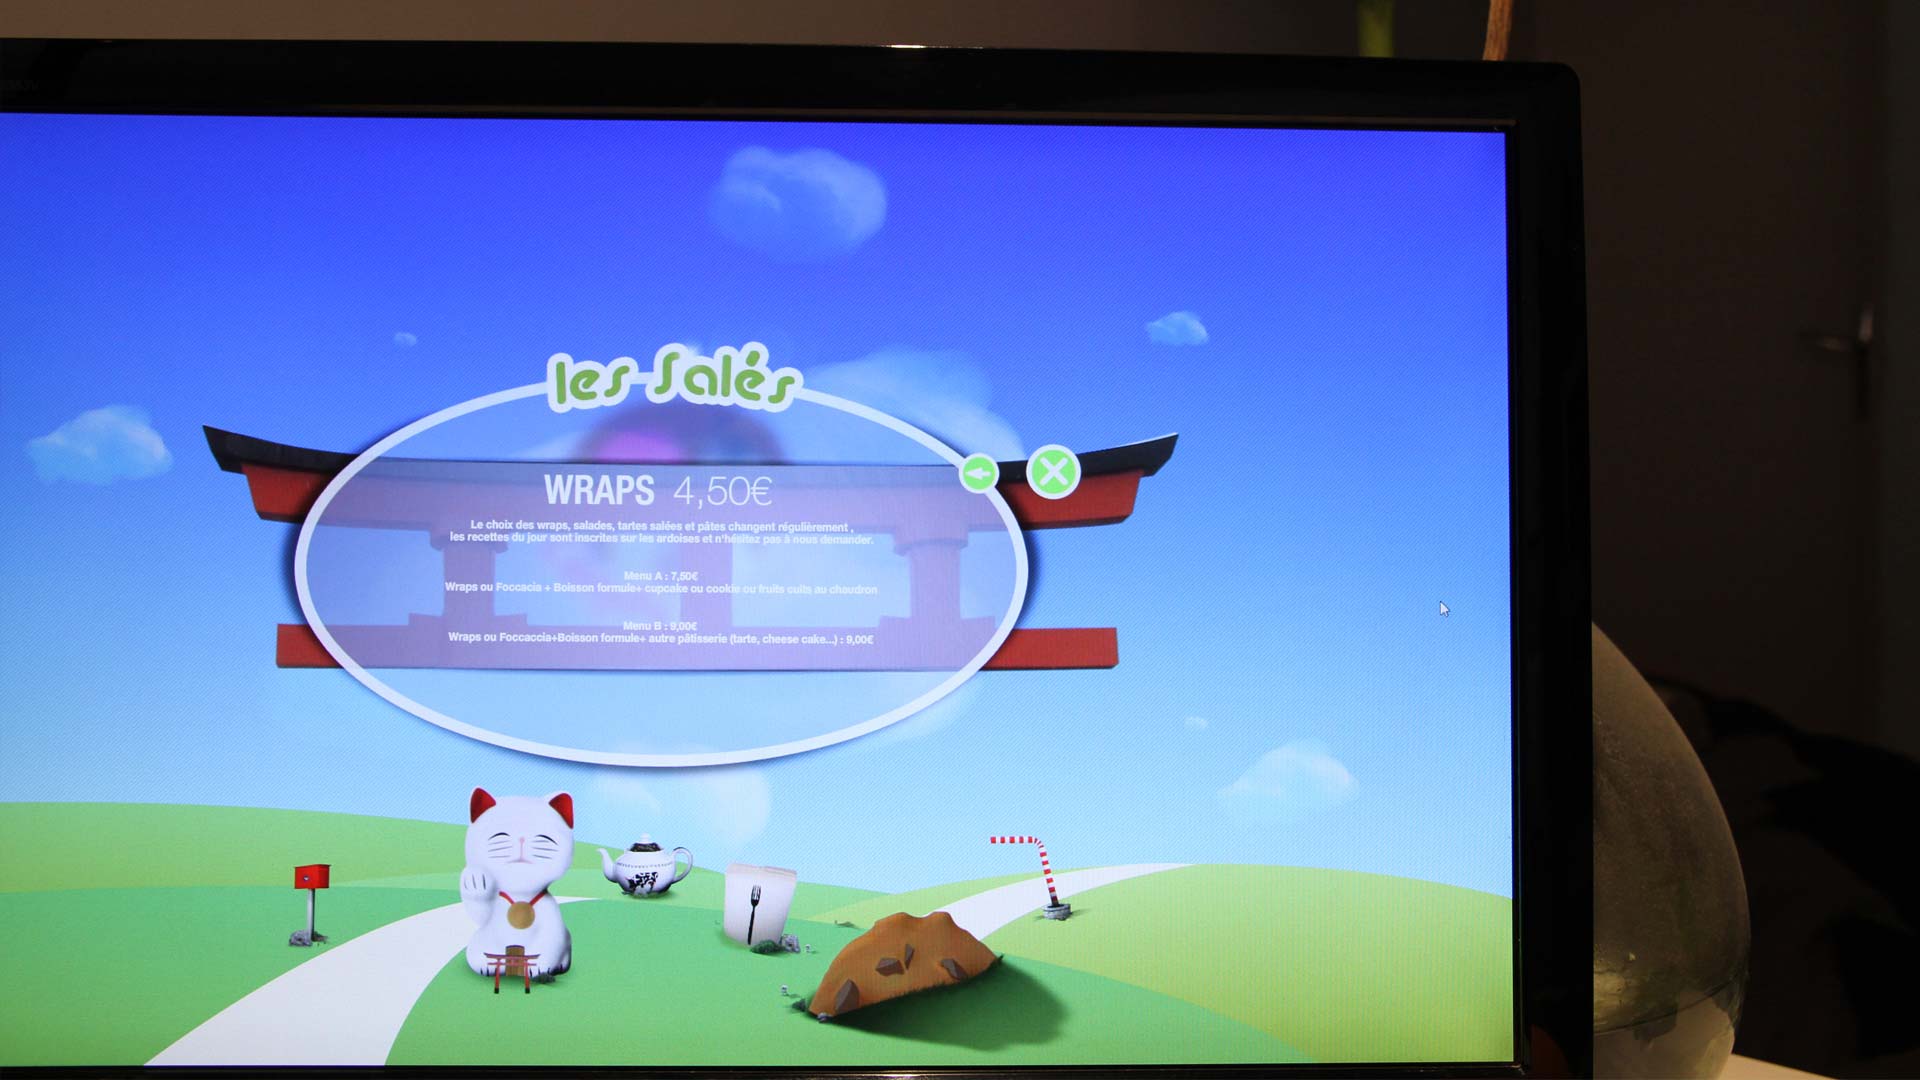 les Salés
WRAPS 4,50€
Le choix des wraps, salades, tartes salées et pâtes changent régulièrement ,
les recettes du jour sont inscrites sur les ardoises et n'hésitez pas à nous demander.
Menu A : 7,50€
Wraps ou Foccacia + Boisson formule+ cupcake ou cookie ou fruits cuits au chaudron
Menu B : 9,00€
Wraps ou Foccaccia+Boisson formule+ autre pâtisserie (tarte, cheese cake...) : 9,00€